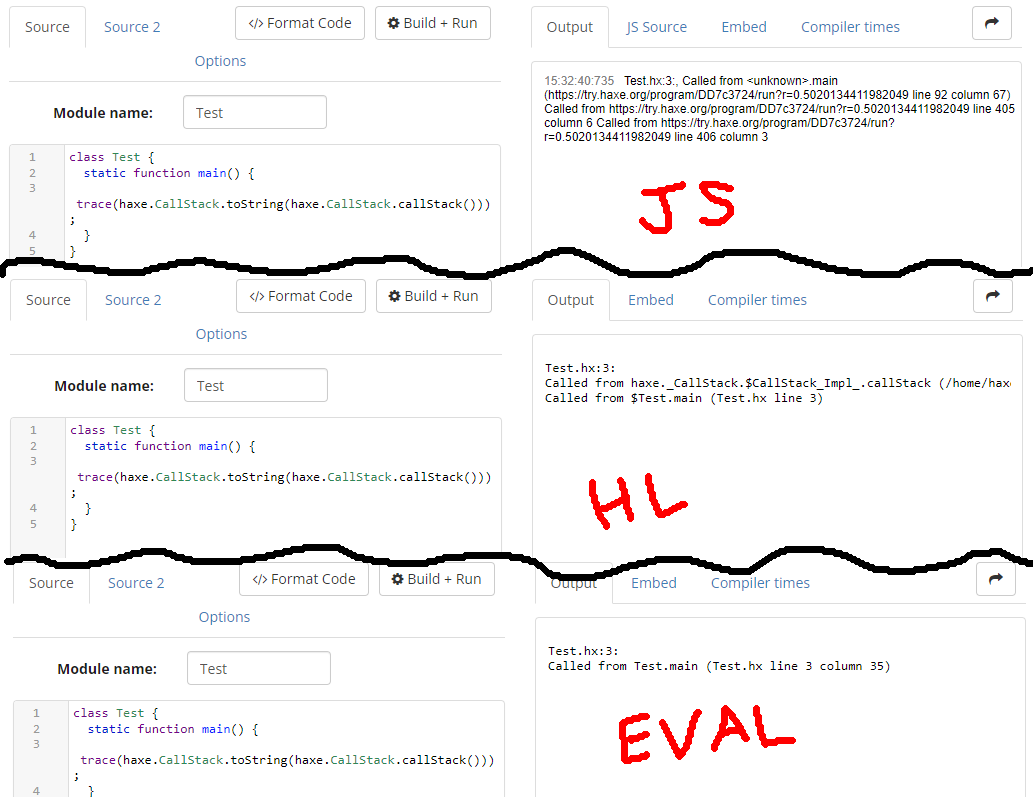 Source Source 2 </> Format Code Build + Run
Options
Module name: Test
1 class Test {
2 static function main() {
3
trace(haxe.CallStack.toString(haxe.CallStack.callStack()))
;
4 }
5 }
Output JS Source Embed Compiler times
15:32:40:735 Test.hx:3:, Called from <unknown>.main
(https://try.haxe.org/program/DD7c3724/run?r=0.5020134411982049 line 92 column 67)
Called from https://try.haxe.org/program/DD7c3724/run?r=0.5020134411982049 line 405
column 6 Called from https://try.haxe.org/program/DD7c3724/run?
r=0.5020134411982049 line 406 column 3
JS
Source Source 2 </> Format Code Build + Run
Options
Module name: Test
1 class Test {
2 static function main() {
3
trace(haxe.CallStack.toString(haxe.CallStack.callStack()))
;
4 }
5 }
Output Embed Compiler times
Test.hx:3:
Called from haxe._CallStack.$CallStack_Impl_.callStack (/home/haxe
Called from $Test.main (Test.hx line 3)
HL
Source Source 2 </> Format Code Build + Run
Options
Module name: Test
1 class Test {
2 static function main() {
3
trace(haxe.CallStack.toString(haxe.CallStack.callStack()))
;
4 }
Output Embed Compiler times
Test.hx:3:
Called from Test.main (Test.hx line 3 column 35)
EVAL